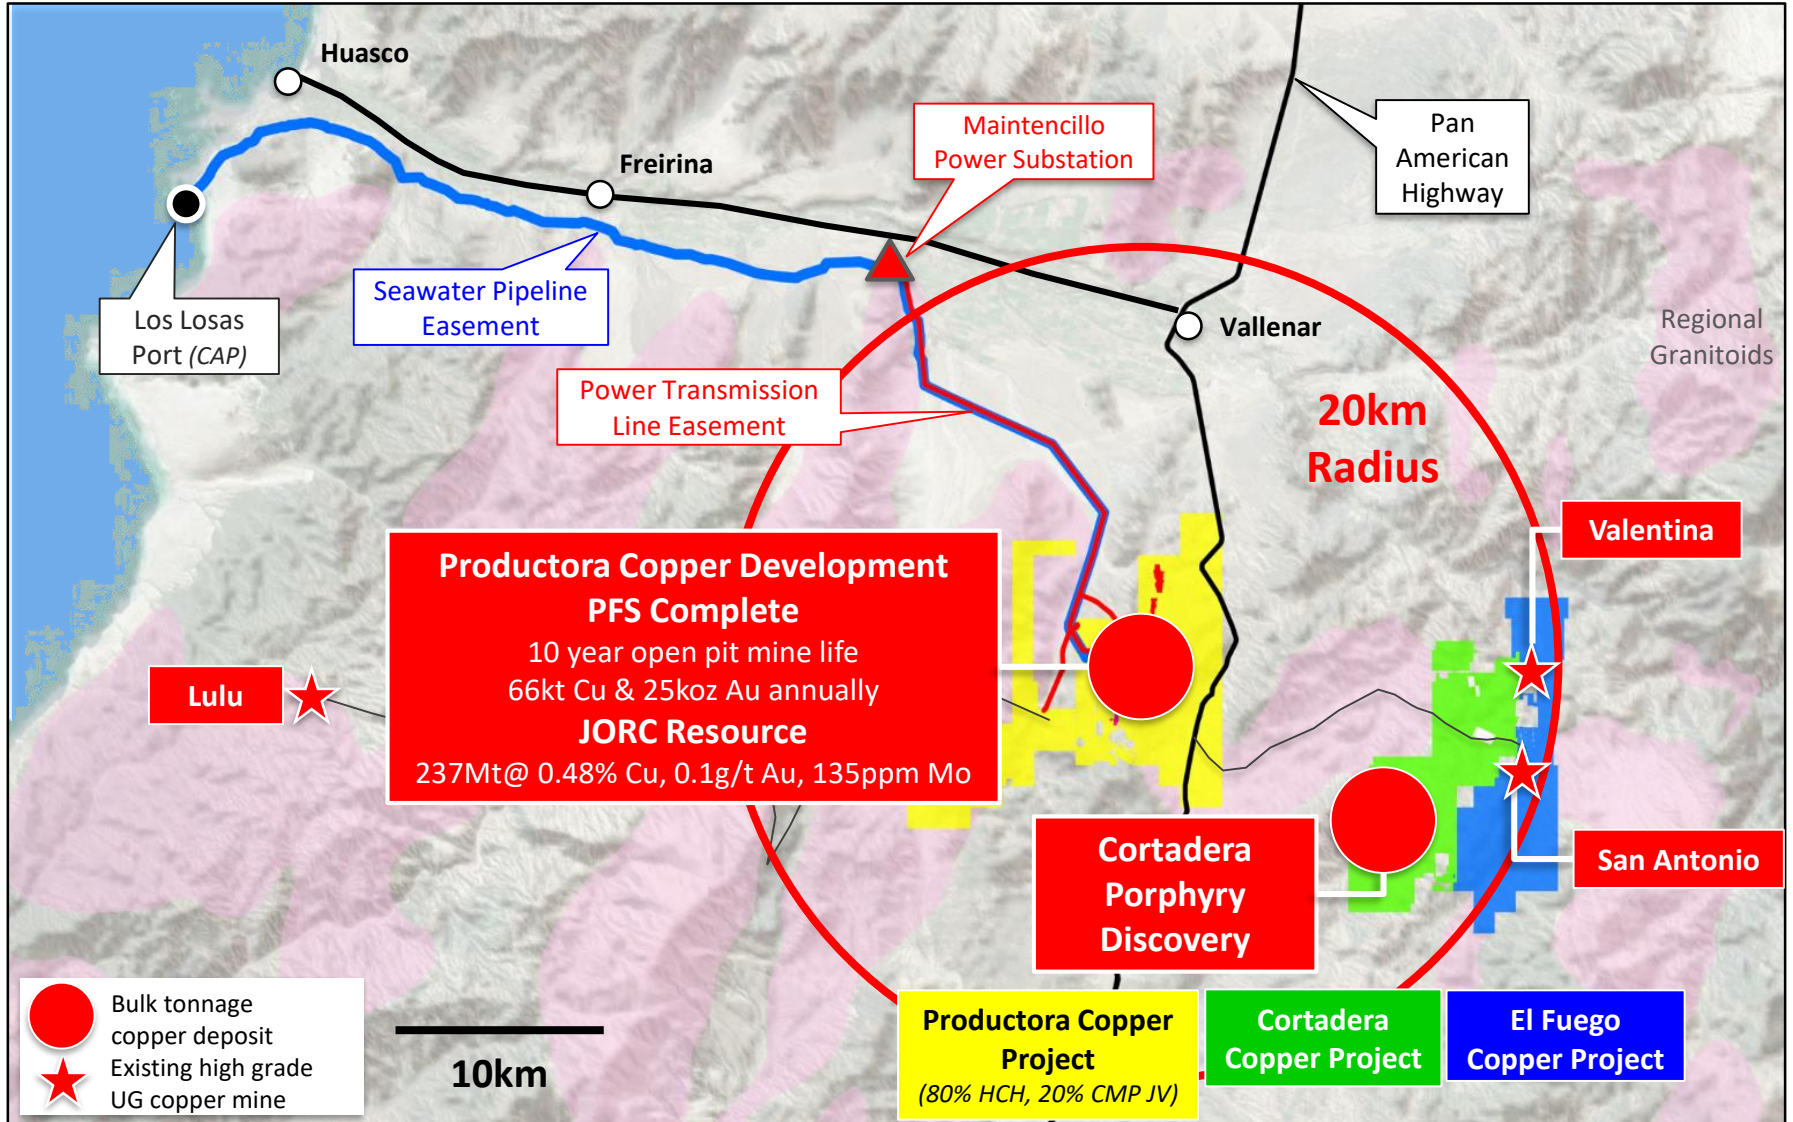 Huasco
Freirina
Maintencillo
Power Substation
Pan
American
Highway
Seawater Pipeline
Easement
Los Losas
Port (CAP)
Vallenar
Regional
Granitoids
Power Transmission
Line Easement
20km
Radius
Valentina
Productora Copper Development
PFS Complete
10 year open pit mine life
66kt Cu & 25koz Au annually
JORC Resource
237Mt@ 0.48% Cu, 0.1g/t Au, 135ppm Mo
Lulu
Cortadera
Porphyry
Discovery
San Antonio
Bulk tonnage
copper deposit
Existing high grade
UG copper mine
10km
Productora Copper
Project
(80% HCH, 20% CMP JV)
Cortadera
Copper Project
El Fuego
Copper Project